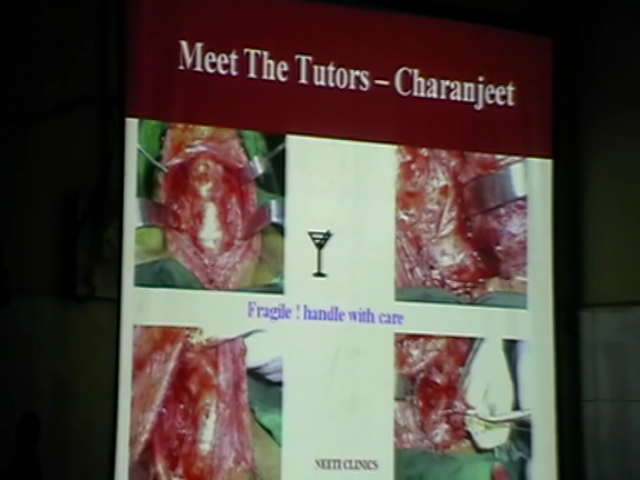 Meet The Tutors – Charanjeet
Fragile ! handle with care
NEETI CLINICS